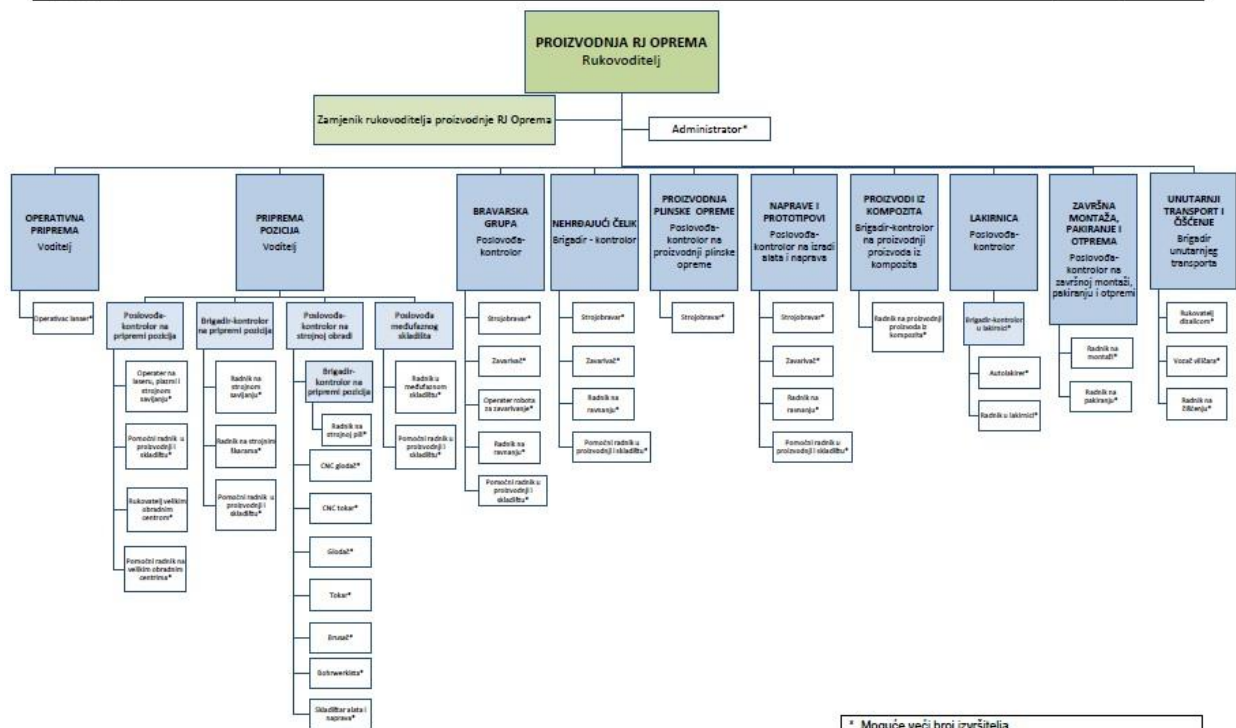 PROIZVODNJA RJ OPREMA
Rukovoditelj
Zamjenik rukovoditelja proizvodnje RJ Oprema
Administrator*
OPERATIVNA
PRIPREMA
Voditelj
Operativac lanser*
PRIPREMA
POZICIJA
Voditelj
Poslovođa-
kontrolor na
pripremi pozicija
Operater na
laseru, plazmi i
strojnom
savijanju*
Pomoćni radnik u
proizvodnji i
skladištu*
Rukovatelj velikim
obradnim
centrom*
Pomoćni radnik na
velikim obradnim
centrima*
Brigadir-kontrolor
na pripremi pozicija
Radnik na
strojnom
savijanju*
Radnik na strojnim
škarama*
Pomoćni radnik u
proizvodnji i
skladištu*
Poslovođa-
kontrolor na
strojnoj obradi
Brigadir-
kontrolor na
pripremi pozicija
Radnik na
strojnoj pili*
CNC glodač*
CNC tokar*
Glodač*
Tokar*
Brusač*
Bohrwerkista*
Skladištar alata i
naprava*
Poslovođa
međufaznog
skladišta
Radnik u
međufaznom
skladištu*
Pomoćni radnik u
proizvodnji i
skladištu*
BRAVARSKA
GRUPA
Poslovođa-
kontrolor
Strojobravar*
Zavarivač*
Operater robota
za zavarivanje*
Radnik na
ravnanju*
Pomoćni radnik u
proizvodnji i
skladištu*
NEHRĐAJUĆI ČELIK
Brigadir - kontrolor
Strojobravar*
Zavarivač*
Radnik na
ravnanju*
Pomoćni radnik u
proizvodnji i skladištu*
PROIZVODNJA
PLINSKE OPREME
Poslovođa-
kontrolor na
proizvodnji plinske
opreme
Strojobravar*
NAPRAVE I
PROTOTIPOVI
Poslovođa-
kontrolor na izradi
alata i naprava
Strojobravar*
Zavarivač*
Radnik na
ravnanju*
Pomoćni radnik u
proizvodnji i skladištu*
PROIZVODI IZ
KOMPOZITA
Brigadir-kontrolor
na proizvodnji
proizvoda iz
kompozita
Radnik na proizvodnji
proizvoda iz
kompozita*
LAKIRNICA
Poslovođa-
kontrolor
Brigadir-kontrolor
u lakirnici*
Autolakirer*
Radnik u lakirnici*
ZAVRŠNA
MONTAŽA,
PAKIRANJE I
OTPREMA
Poslovođa-
kontrolor na
završnoj montaži,
pakiranju i otpremi
Radnik na
montaži*
Radnik na
pakiranju*
UNUTARNJI
TRANSPORT I
ČIŠĆENJE
Brigadir
unutarnjeg
transporta
Rukovatelj
dizalicom*
Vozač viličara*
Radnik na
čišćenju*
* Moguće veći broj izvršitelja